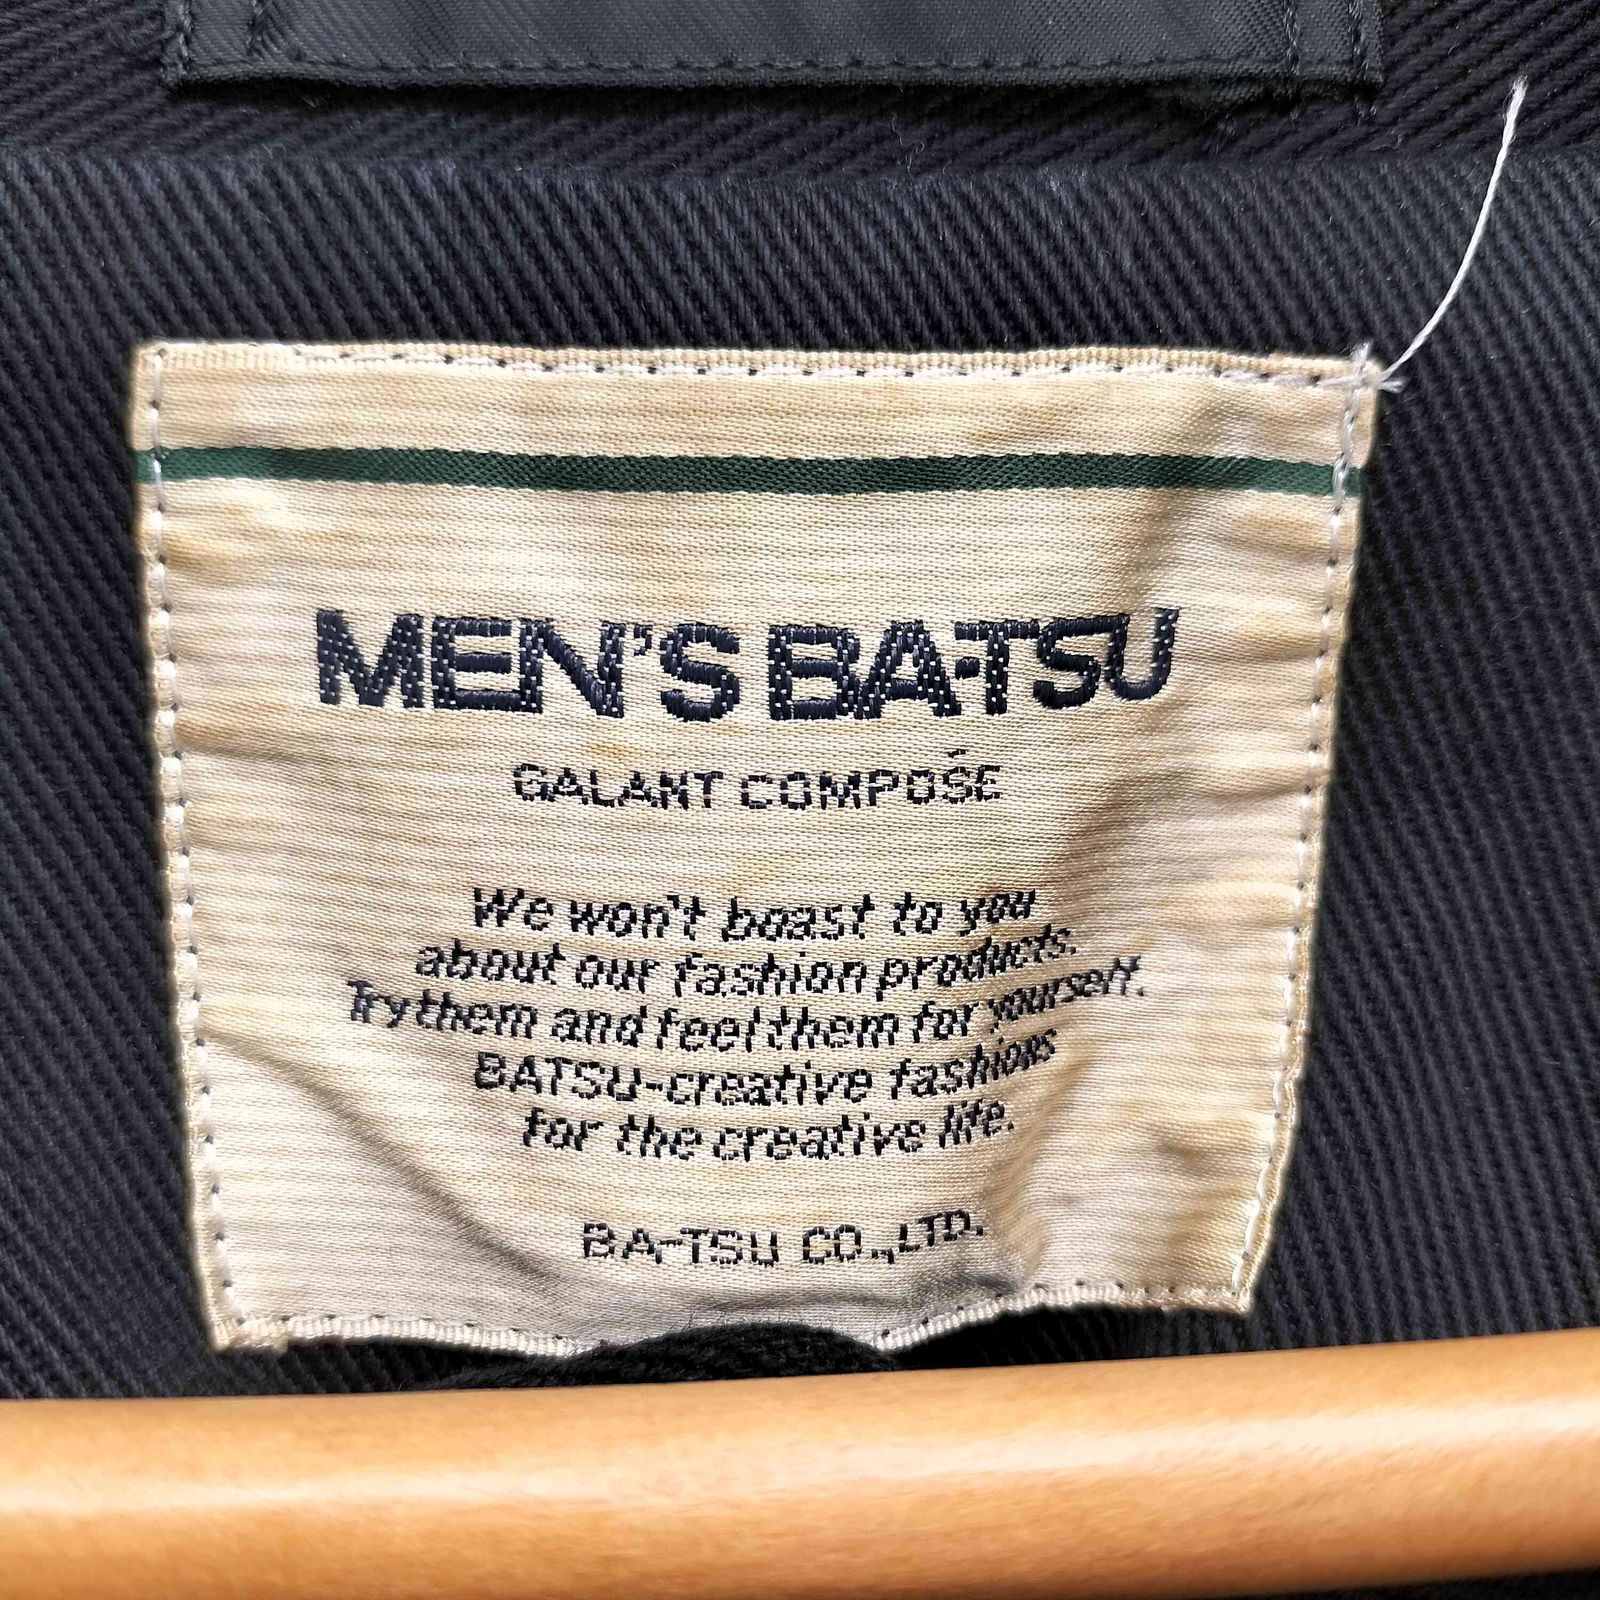 MEN'S BA-TSU
GALANT COMPOSÉ
We won't boast to you
about our fashion products.
Try them and feel them for yourself.
BATSU-creative fashions
for the creative life.
BA-TSU CO.,LTD.